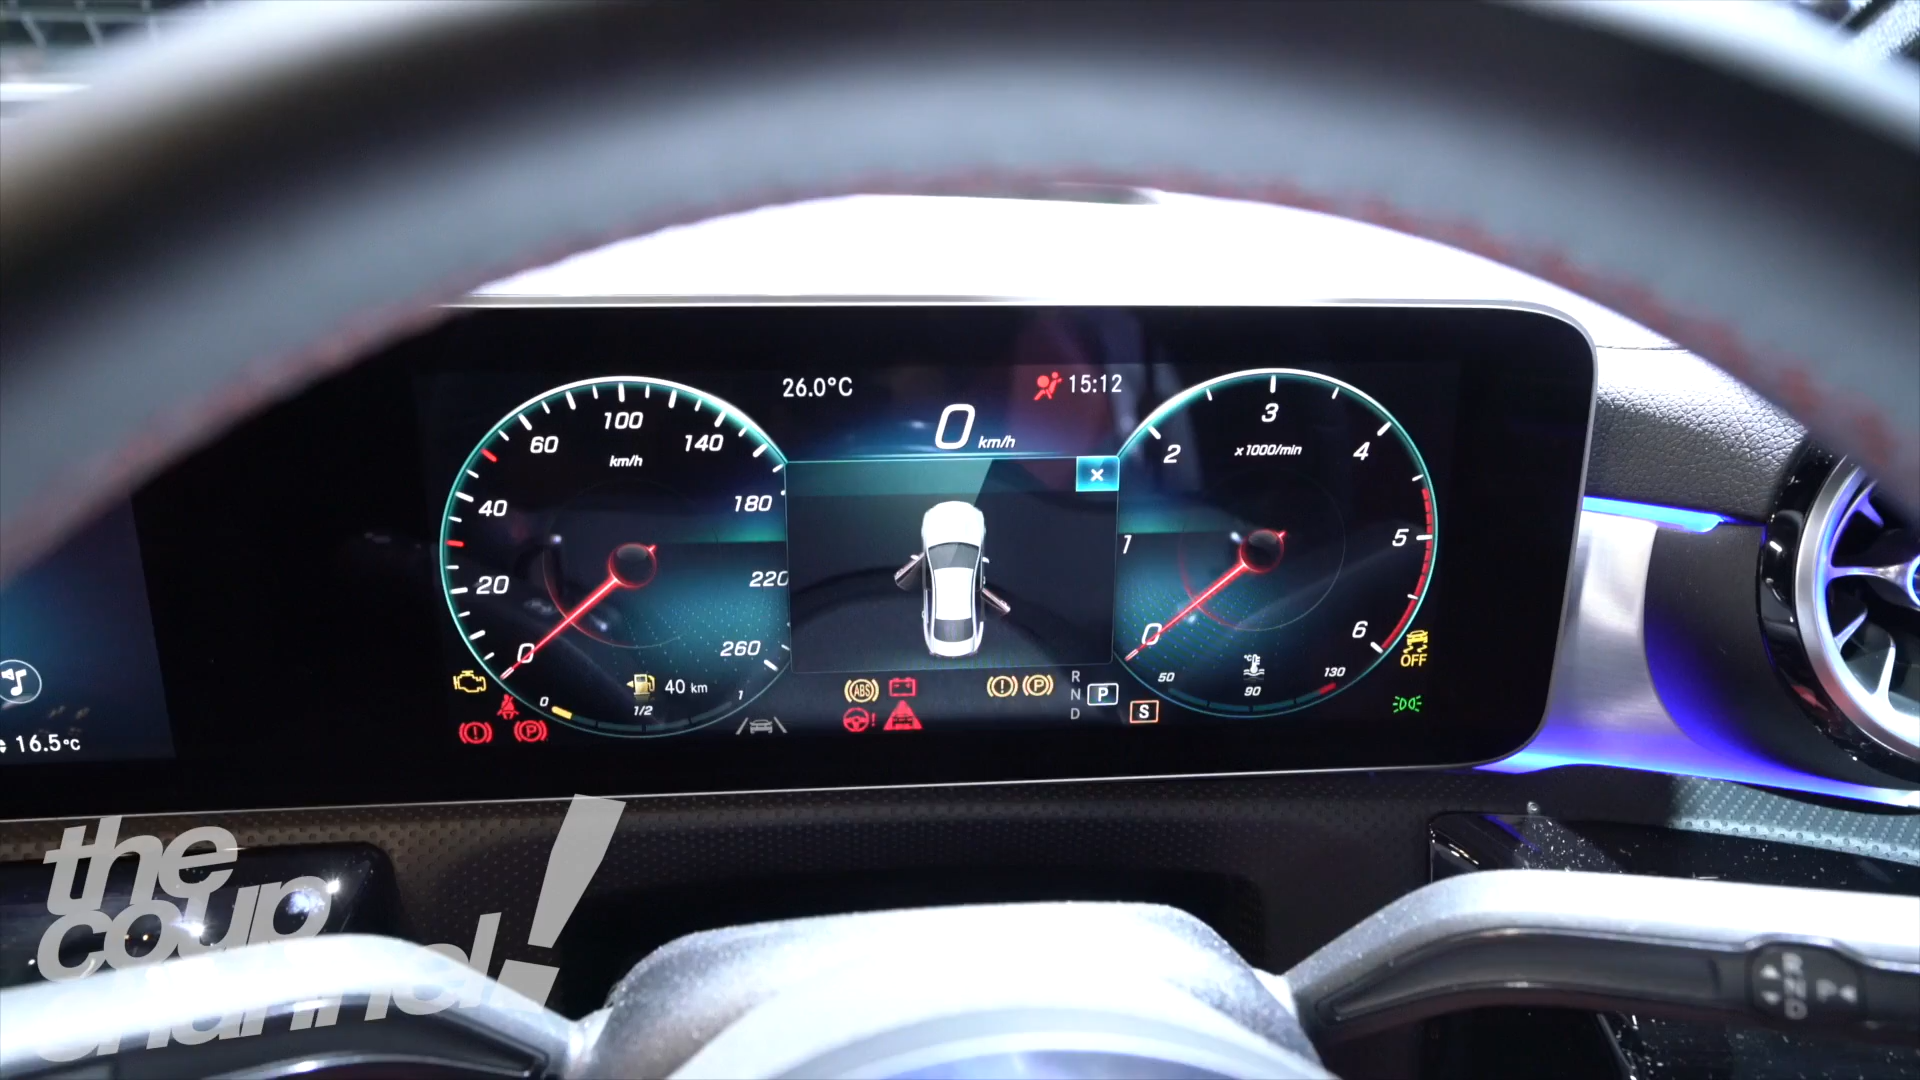 26.0°C
15:12
0 km/h
×
100
60
140
km/h
40
180
20
220
0
260
3
2
4
x1000/min
1
5
0
6
°C
50
130
90
OFF
40 km
0
1/2
1
ABS
P
P
R
N
D
P
S
16.5°C
the
coup
channel!
R
N
D
P